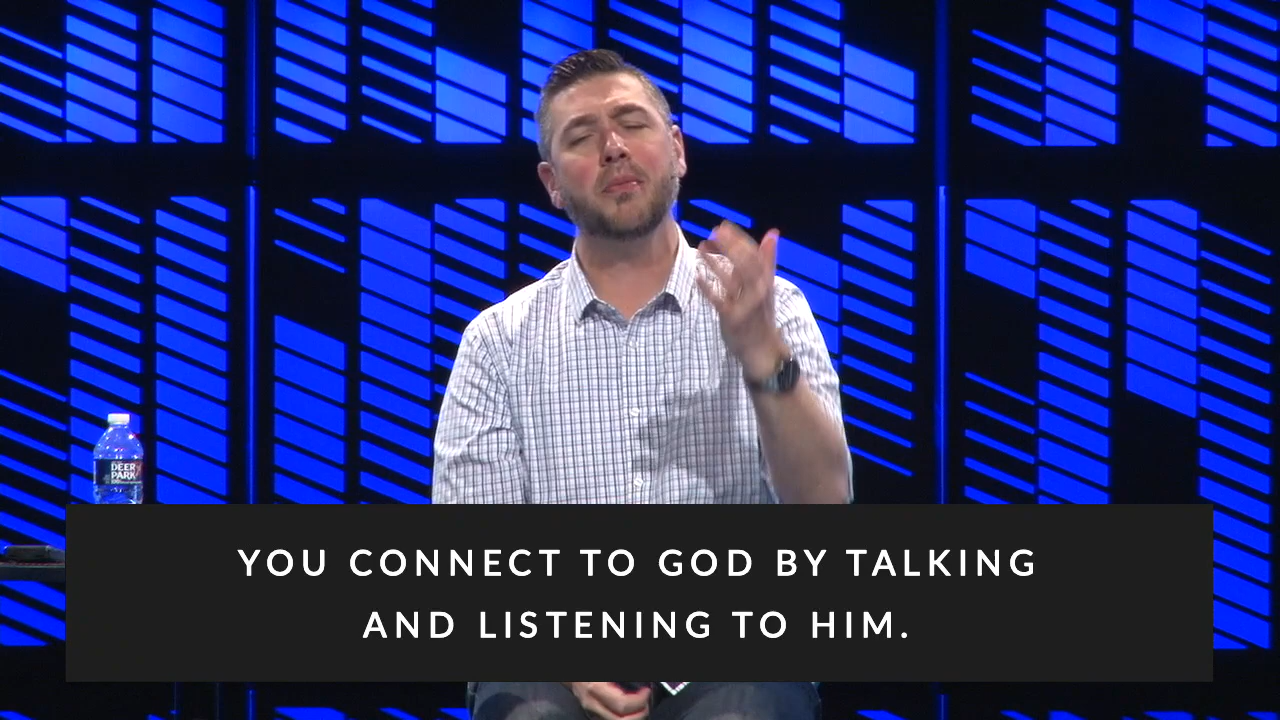 DEER
PARK
YOU CONNECT TO GOD BY TALKING
AND LISTENING TO HIM.